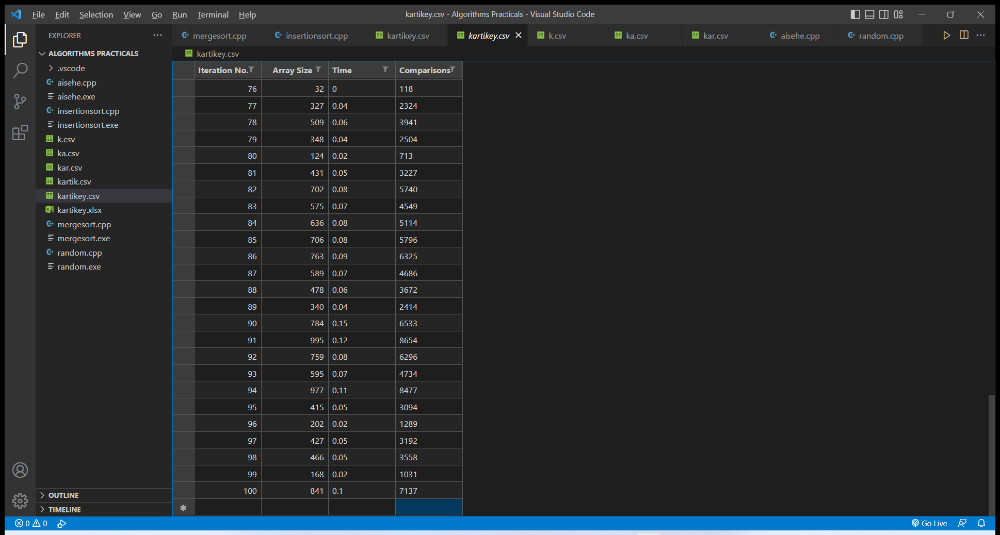 File Edit Selection View Go Run Terminal Help kartikey.csv - Algorithms Practicals - Visual Studio Code
EXPLORER
ALGORITHMS PRACTICALS
.vscode
aisehe.cpp
aisehe.exe
insertionsort.cpp
insertionsort.exe
k.csv
ka.csv
kar.csv
kartik.csv
kartikey.csv
kartikey.xlsx
mergesort.cpp
mergesort.exe
random.cpp
random.exe
OUTLINE
TIMELINE
mergesort.cpp insertionsort.cpp kartikey.csv kartikey.csv k.csv ka.csv kar.csv aisehe.cpp random.cpp
kartikey.csv
Iteration No. Array Size Time Comparisons
76 32 0 118
77 327 0.04 2324
78 509 0.06 3941
79 348 0.04 2504
80 124 0.02 713
81 431 0.05 3227
82 702 0.08 5740
83 575 0.07 4549
84 636 0.08 5114
85 706 0.08 5796
86 763 0.09 6325
87 589 0.07 4686
88 478 0.06 3672
89 340 0.04 2414
90 784 0.15 6533
91 995 0.12 8654
92 759 0.08 6296
93 595 0.07 4734
94 977 0.11 8477
95 415 0.05 3094
96 202 0.02 1289
97 427 0.05 3192
98 466 0.05 3558
99 168 0.02 1031
100 841 0.1 7137
✱
0 0 Go Live